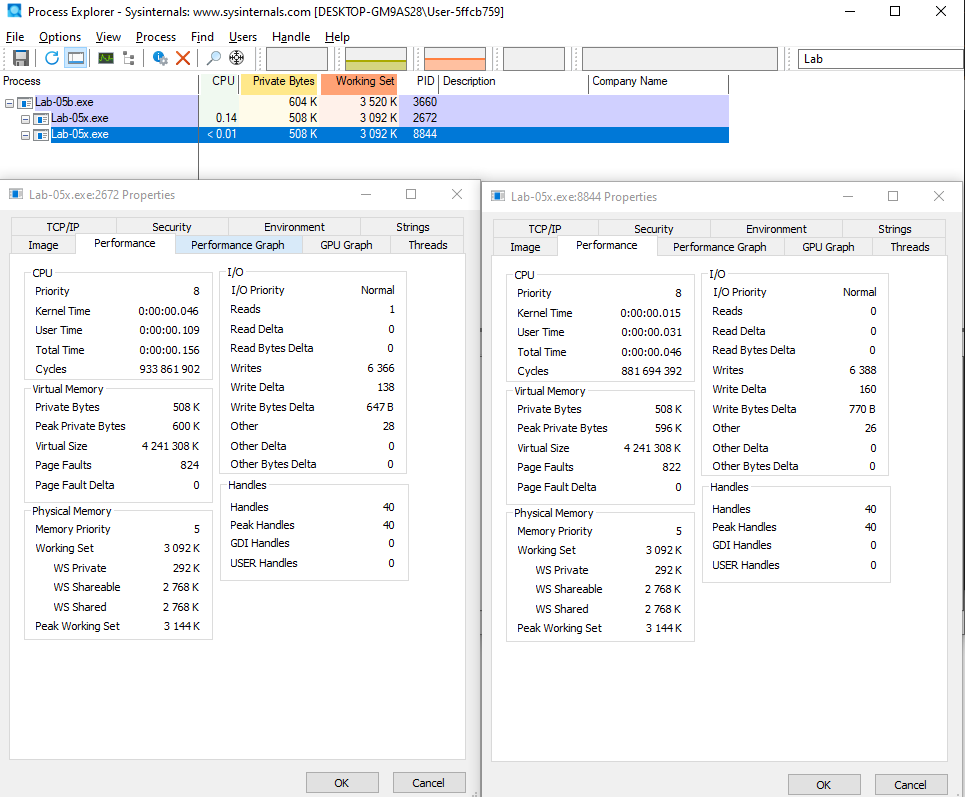 Process Explorer - Sysinternals: www.sysinternals.com [DESKTOP-GM9AS28\User-5ffcb759]
File Options View Process Find Users Handle Help
Lab
Process CPU Private Bytes Working Set PID Description Company Name
Lab-05b.exe 604 K 3 520 K 3660
Lab-05x.exe 0.14 508 K 3 092 K 2672
Lab-05x.exe < 0.01 508 K 3 092 K 8844
Lab-05x.exe:2672 Properties
TCP/IP Security Environment Strings
Image Performance Performance Graph GPU Graph Threads
CPU
Priority 8
Kernel Time 0:00:00.046
User Time 0:00:00.109
Total Time 0:00:00.156
Cycles 933 861 902
Virtual Memory
Private Bytes 508 K
Peak Private Bytes 600 K
Virtual Size 4 241 308 K
Page Faults 824
Page Fault Delta 0
Physical Memory
Memory Priority 5
Working Set 3 092 K
WS Private 292 K
WS Shareable 2 768 K
WS Shared 2 768 K
Peak Working Set 3 144 K
I/O
I/O Priority Normal
Reads 1
Read Delta 0
Read Bytes Delta 0
Writes 6 366
Write Delta 138
Write Bytes Delta 647 B
Other 28
Other Delta 0
Other Bytes Delta 0
Handles
Handles 40
Peak Handles 40
GDI Handles 0
USER Handles 0
OK Cancel
Lab-05x.exe:8844 Properties
TCP/IP Security Environment Strings
Image Performance Performance Graph GPU Graph Threads
CPU
Priority 8
Kernel Time 0:00:00.015
User Time 0:00:00.031
Total Time 0:00:00.046
Cycles 881 694 392
Virtual Memory
Private Bytes 508 K
Peak Private Bytes 596 K
Virtual Size 4 241 308 K
Page Faults 822
Page Fault Delta 0
Physical Memory
Memory Priority 5
Working Set 3 092 K
WS Private 292 K
WS Shareable 2 768 K
WS Shared 2 768 K
Peak Working Set 3 144 K
I/O
I/O Priority Normal
Reads 0
Read Delta 0
Read Bytes Delta 0
Writes 6 388
Write Delta 160
Write Bytes Delta 770 B
Other 26
Other Delta 0
Other Bytes Delta 0
Handles
Handles 40
Peak Handles 40
GDI Handles 0
USER Handles 0
OK Cancel